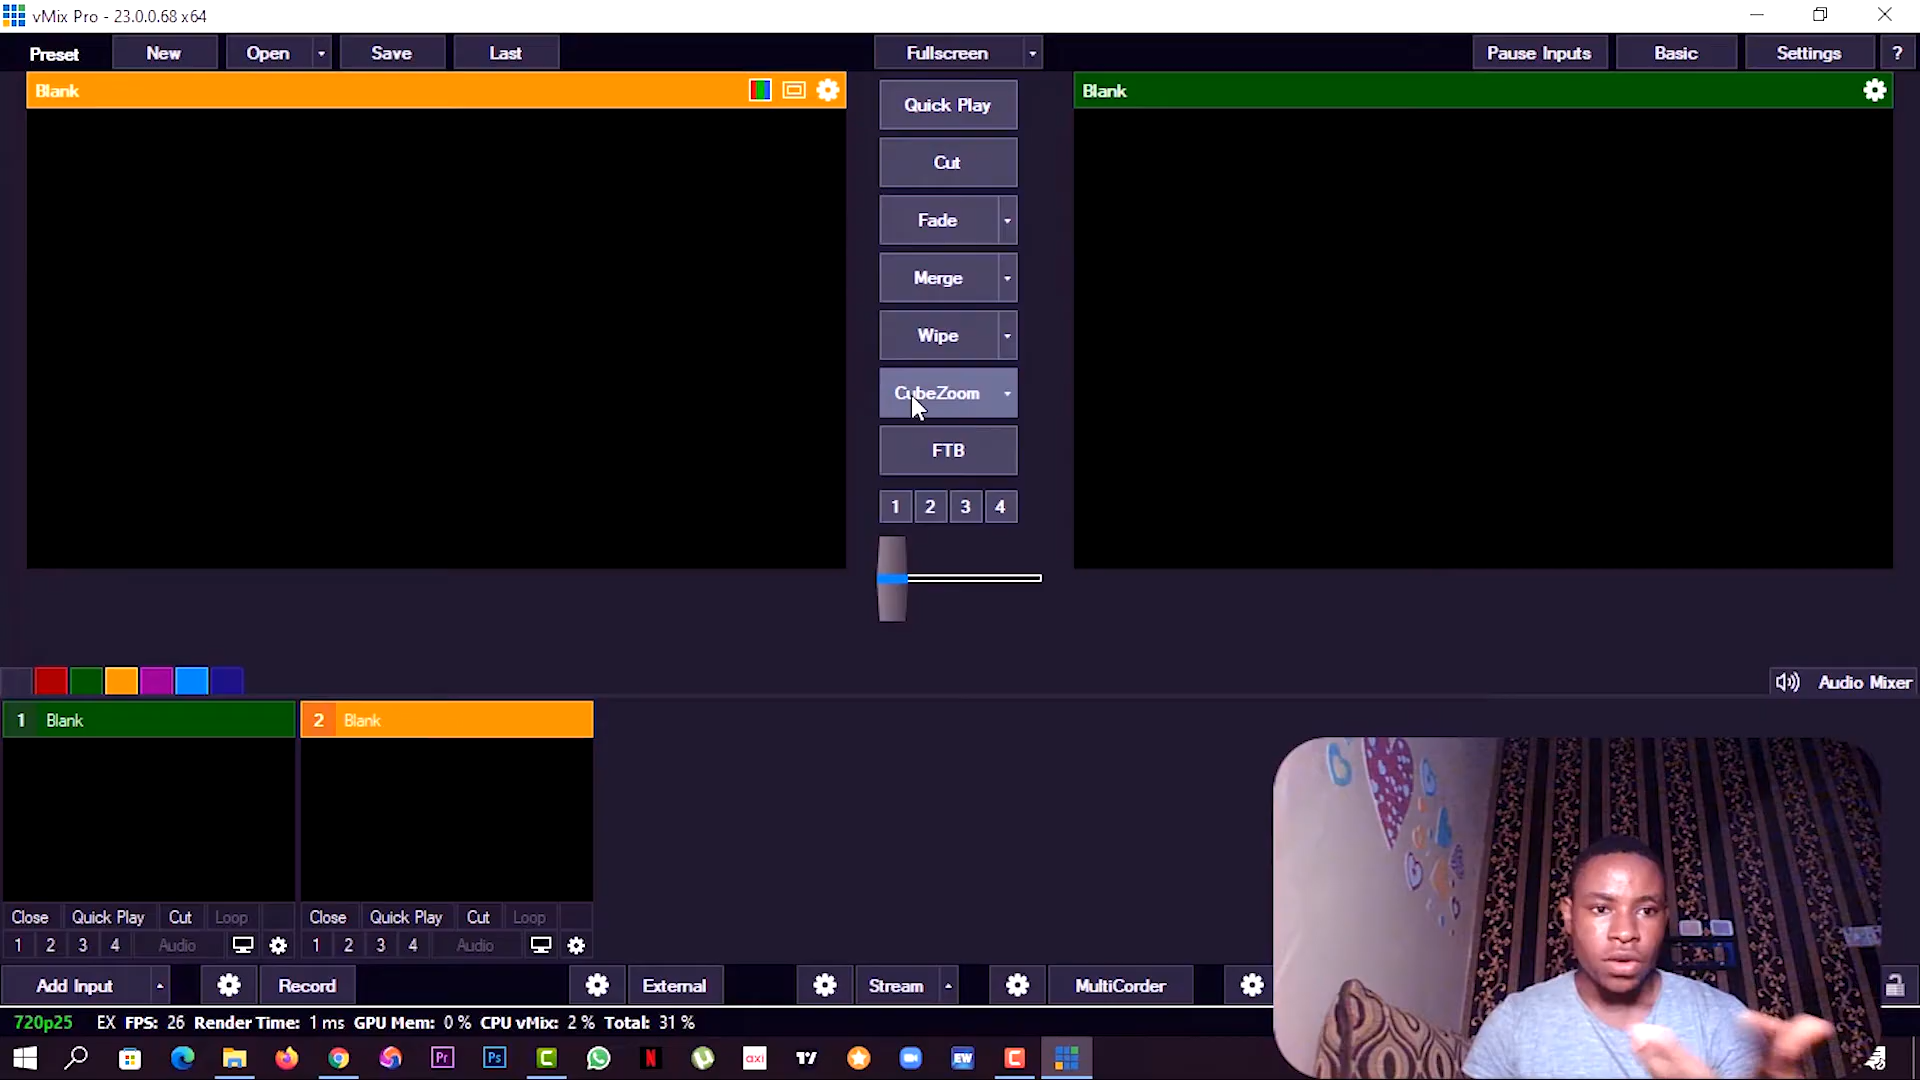 vMix Pro - 23.0.0.68 x64
Preset New Open Save Last Fullscreen Pause Inputs Basic Settings ?
Blank
Blank
Quick Play
Cut
Fade
Merge
Wipe
CubeZoom
FTB
1 2 3 4
Audio Mixer
1 Blank
2 Blank
Close Quick Play Cut Loop
Close Quick Play Cut Loop
1 2 3 4 Audio
1 2 3 4 Audio
Add Input Record External Stream MultiCorder
720p25 EX FPS: 26 Render Time: 1 ms GPU Mem: 0 % CPU vMix: 2 % Total: 31 %
Pr Ps C N axi EW C